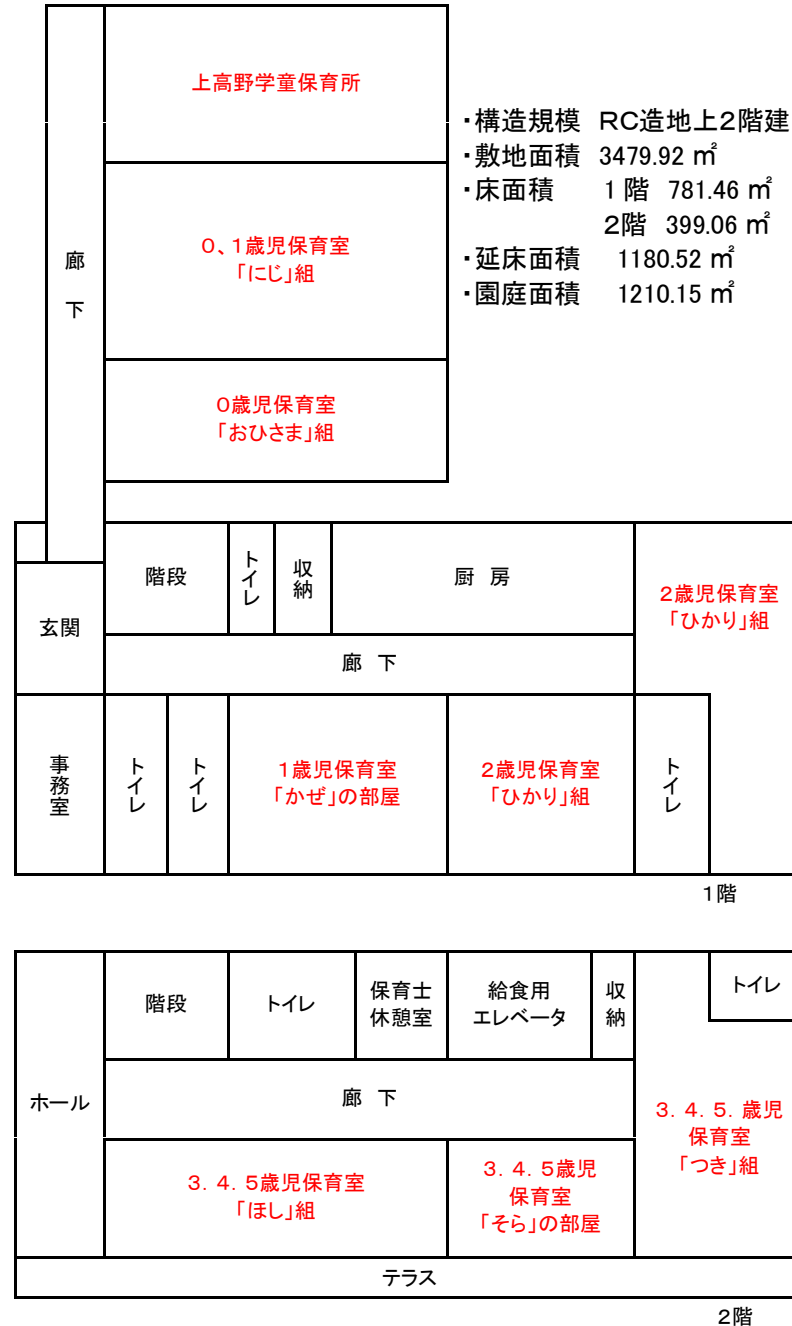 上高野学童保育所
・構造規模　RC造地上2階建
・敷地面積　3479.92 ㎡
・床面積　　1 階　781.46 ㎡
2階　399.06 ㎡
・延床面積　　1180.52 ㎡
・園庭面積　　1210.15 ㎡
廊下
0、1歳児保育室
「にじ」組
0歳児保育室
「おひさま」組
階段
トイレ
収納
厨 房
2歳児保育室
「ひかり」組
玄関
廊 下
事務室
トイレ
トイレ
1歳児保育室
「かぜ」の部屋
2歳児保育室
「ひかり」組
トイレ
1階
ホール
階段
トイレ
保育士
休憩室
給食用
エレベータ
収納
トイレ
廊 下
3．4．5．歳児
保育室
「つき」組
3．4．5歳児保育室
「ほし」組
3．4．5歳児
保育室
「そら」の部屋
テラス
2階